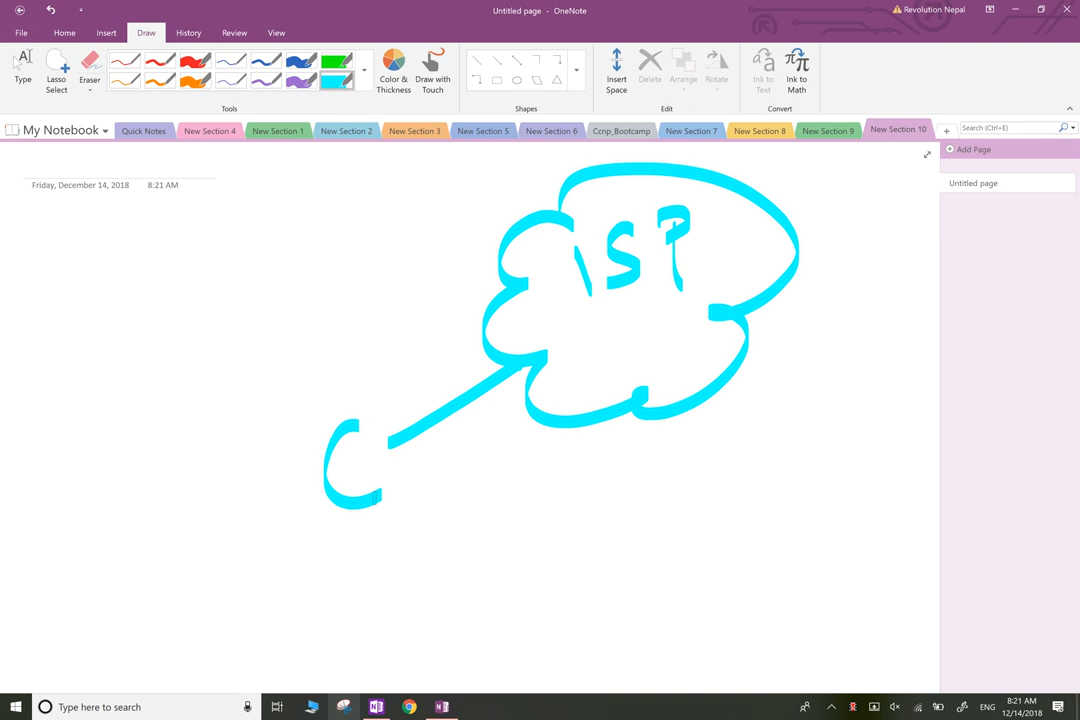 Untitled page - OneNote
Revolution Nepal
File Home Insert Draw History Review View
Type
Lasso Select
Eraser
Color & Thickness
Draw with Touch
Insert Space
Delete
Arrange
Rotate
Ink to Text
Ink to Math
Tools
Shapes
Edit
Convert
My Notebook
Quick Notes
New Section 4
New Section 1
New Section 2
New Section 3
New Section 5
New Section 6
Ccnp_Bootcamp
New Section 7
New Section 8
New Section 9
New Section 10
Search (Ctrl+E)
Add Page
Untitled page
Friday, December 14, 2018 8:21 AM
ISP
C
Type here to search
ENG
8:21 AM
12/14/2018